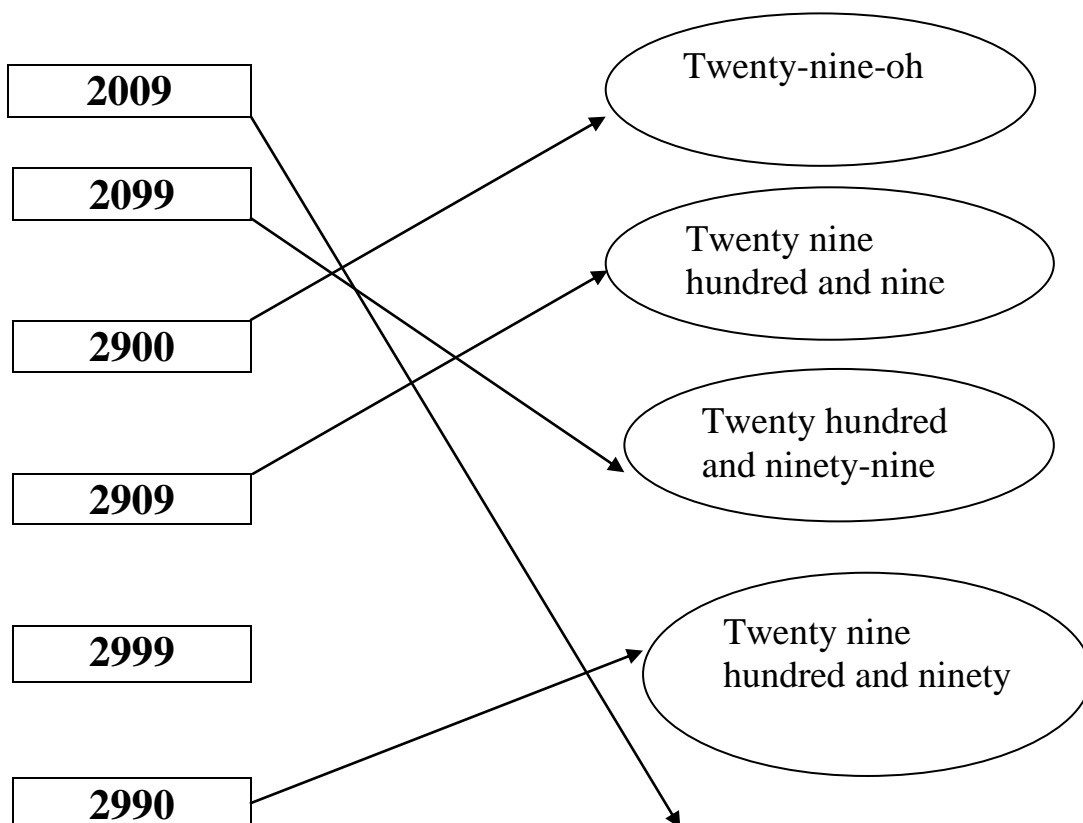 2009
2099
2900
2909
2999
2990
Twenty-nine-oh
Twenty nine
hundred and nine
Twenty hundred
and ninety-nine
Twenty nine
hundred and ninety